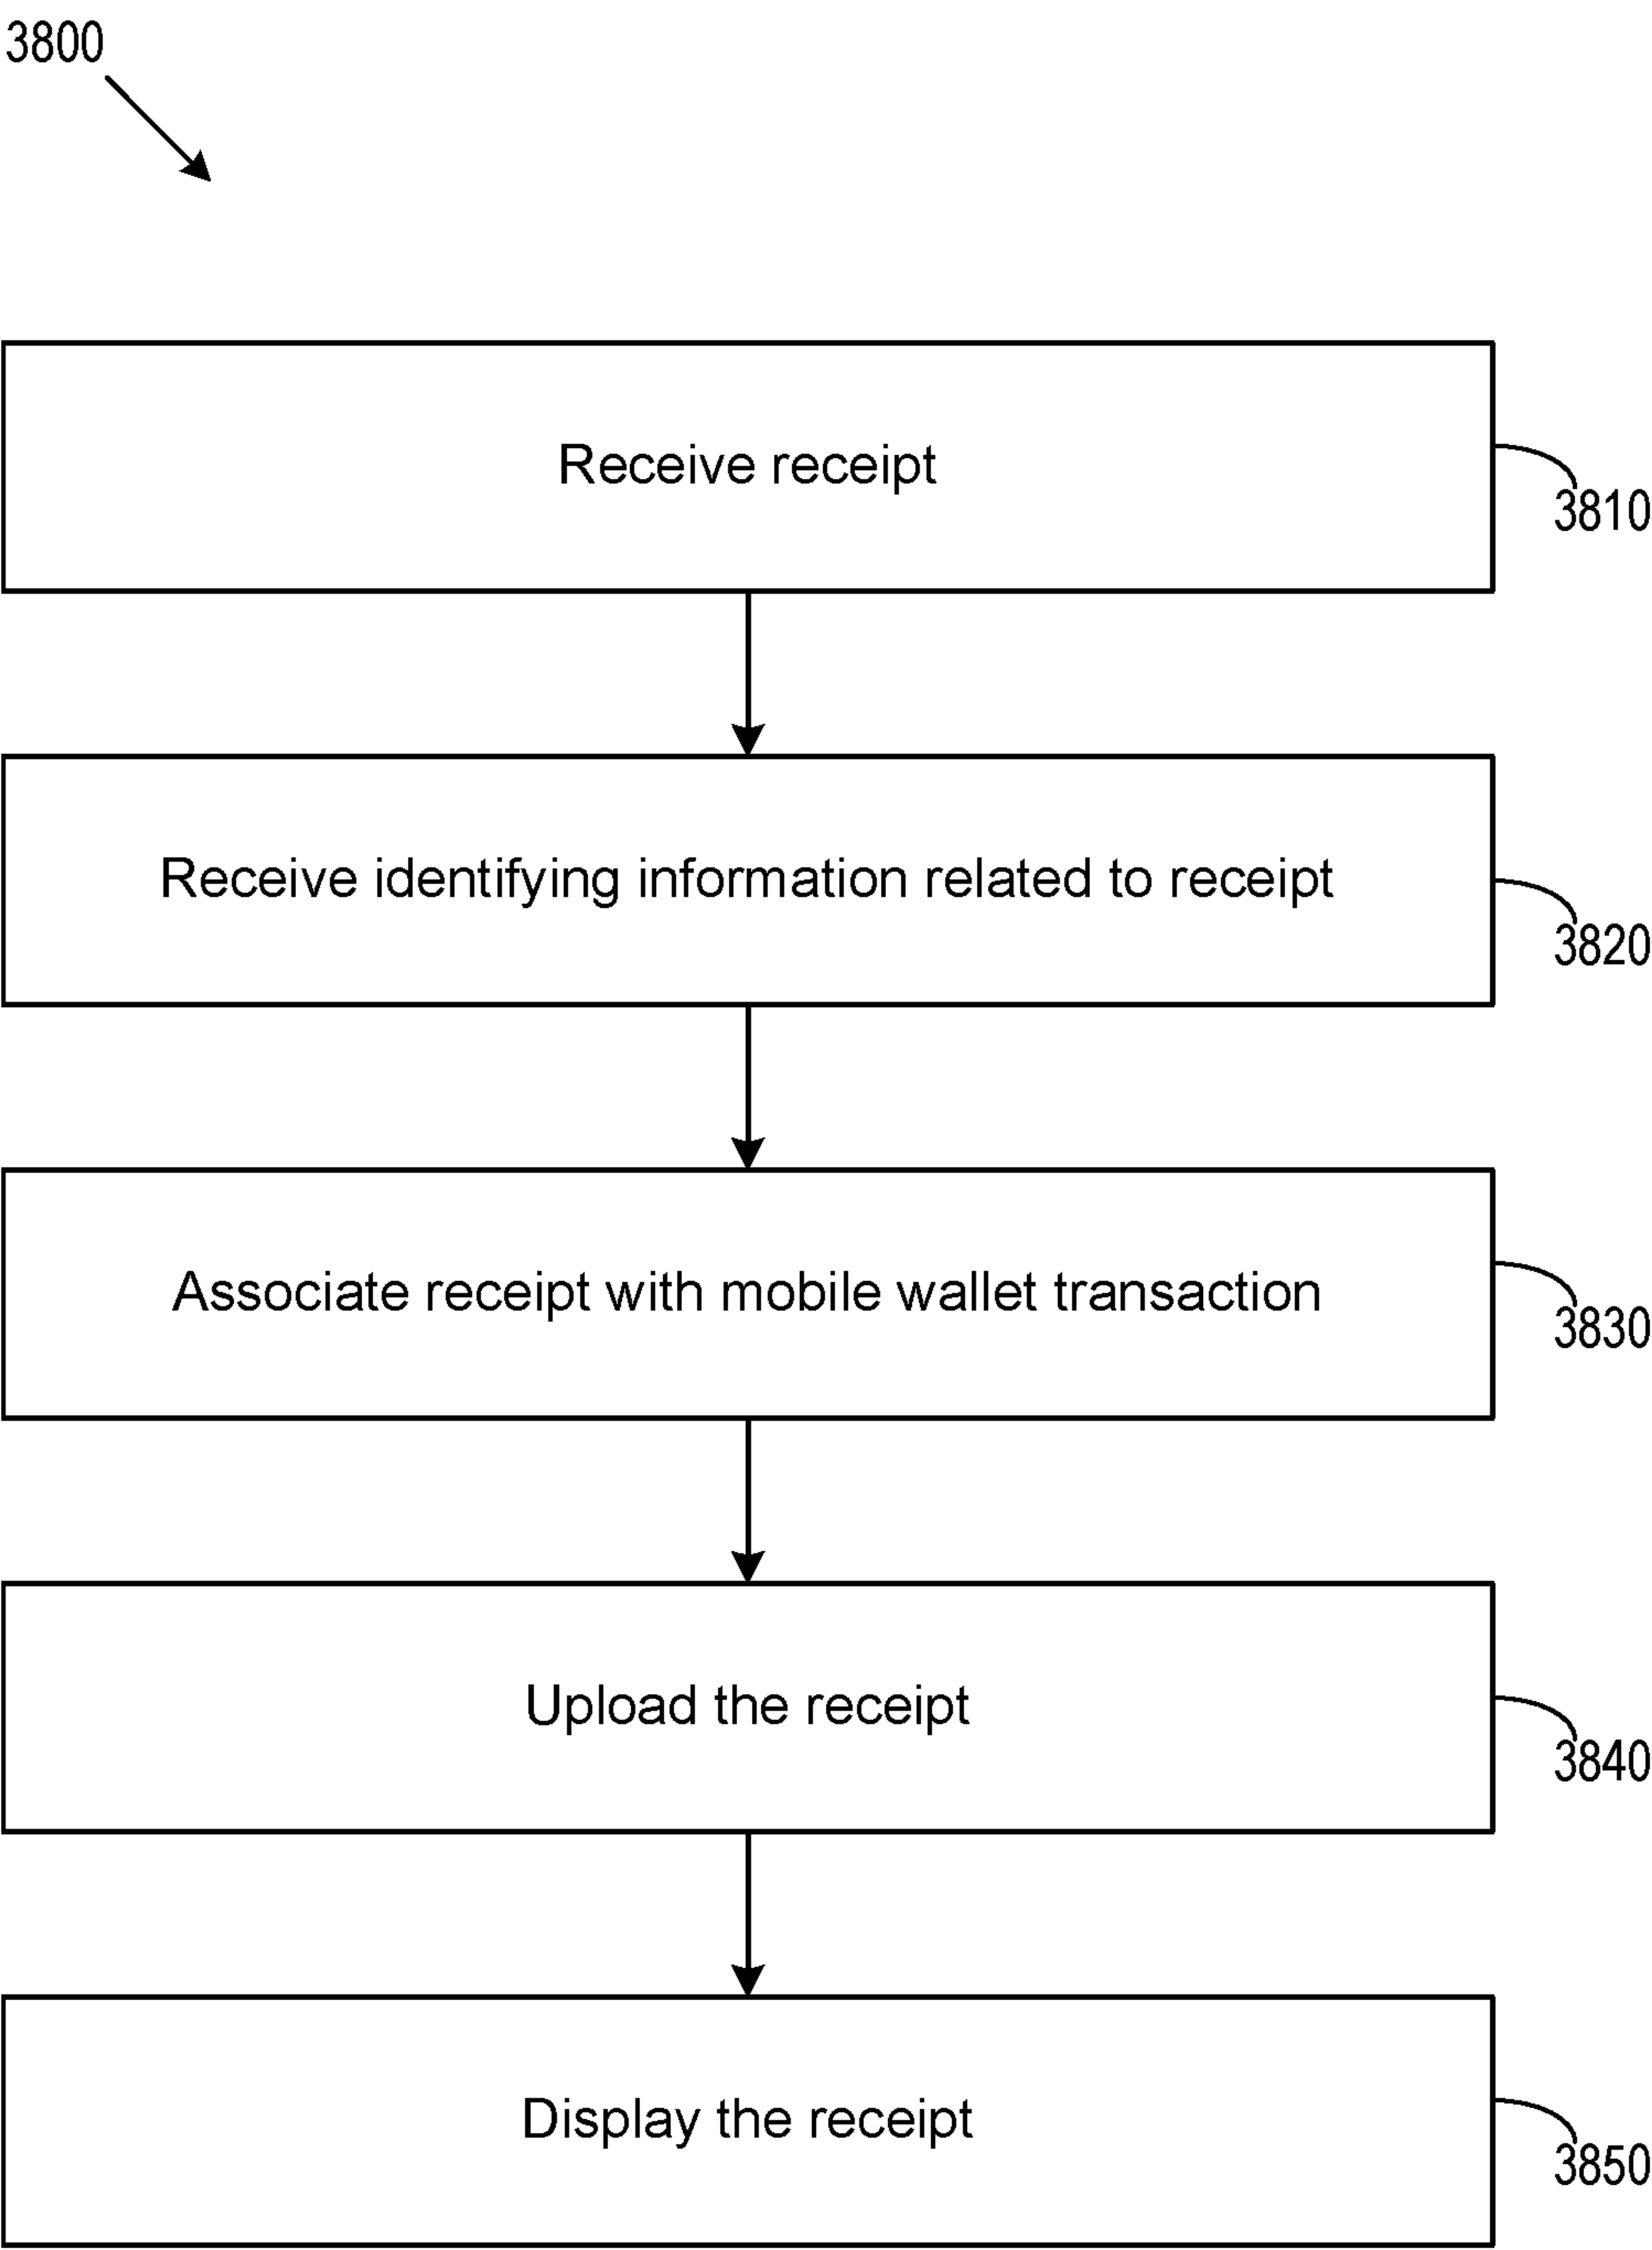 3800
Receive receipt
3810
Receive identifying information related to receipt
3820
Associate receipt with mobile wallet transaction
3830
Upload the receipt
3840
Display the receipt
3850